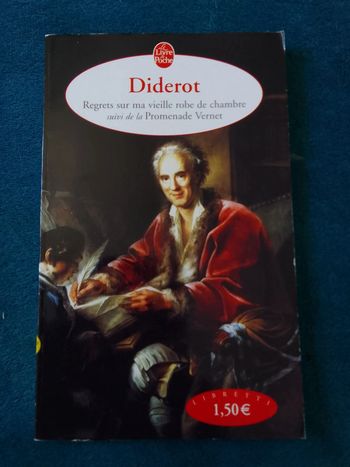 Le Livre
de
Poche
Diderot
Regrets sur ma vieille robe de chambre
suivi de la Promenade Vernet
LIBRETTI
1,50 €